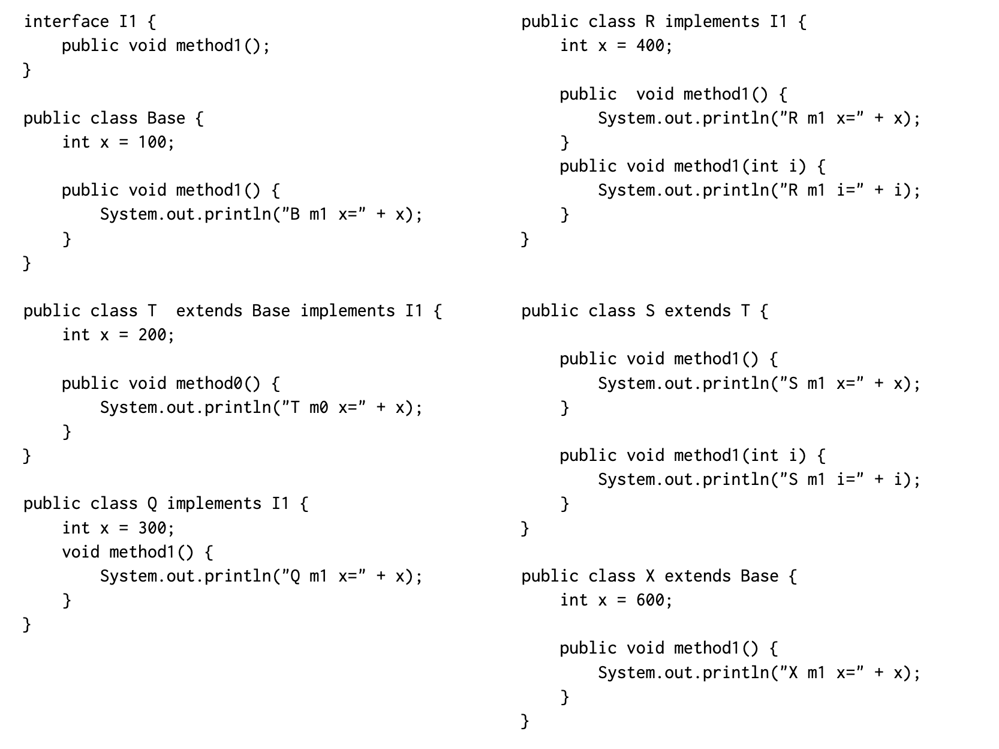 interface I1 {
    public void method1();
}

public class Base {
    int x = 100;

    public void method1() {
        System.out.println("B m1 x=" + x);
    }
}

public class T  extends Base implements I1 {
    int x = 200;

    public void method0() {
        System.out.println("T m0 x=" + x);
    }
}

public class Q implements I1 {
    int x = 300;
    void method1() {
        System.out.println("Q m1 x=" + x);
    }
}

public class R implements I1 {
    int x = 400;

    public  void method1() {
        System.out.println("R m1 x=" + x);
    }
    public void method1(int i) {
        System.out.println("R m1 i=" + i);
    }
}

public class S extends T {

    public void method1() {
        System.out.println("S m1 x=" + x);
    }

    public void method1(int i) {
        System.out.println("S m1 i=" + i);
    }
}

public class X extends Base {
    int x = 600;

    public void method1() {
        System.out.println("X m1 x=" + x);
    }
}